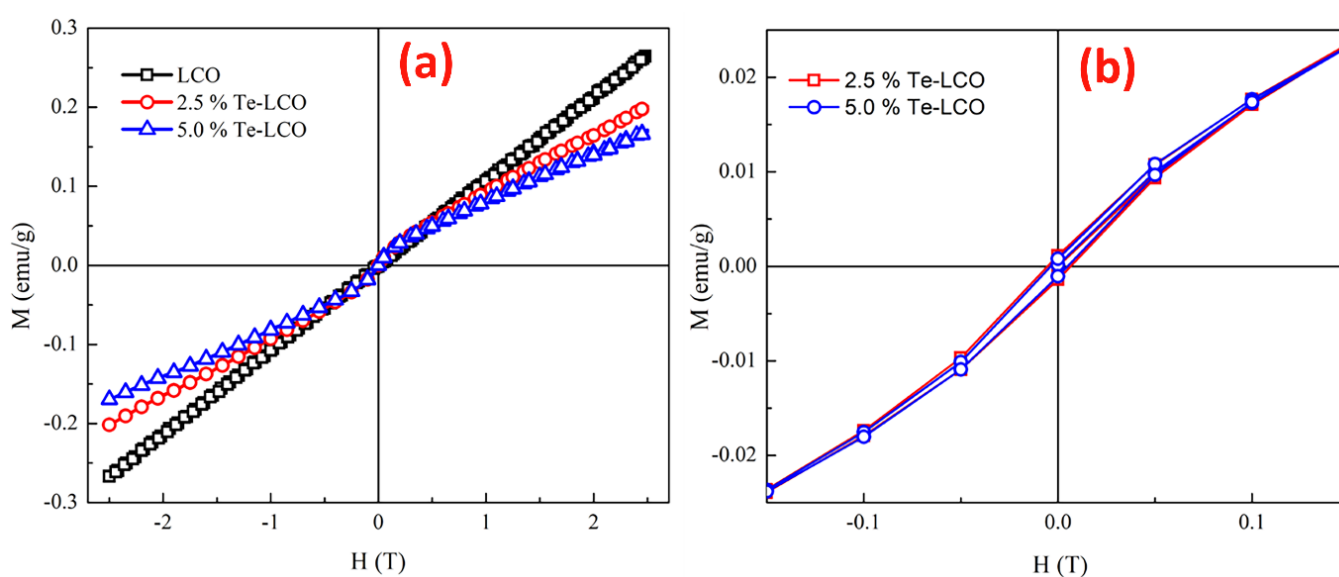 (a)
LCO
2.5 % Te-LCO
5.0 % Te-LCO
0.3
0.2
0.1
0.0
-0.1
-0.2
-0.3
M (emu/g)
-2
-1
0
1
2
H (T)
(b)
2.5 % Te-LCO
5.0 % Te-LCO
0.02
0.01
0.00
-0.01
-0.02
M (emu/g)
-0.1
0.0
0.1
H (T)